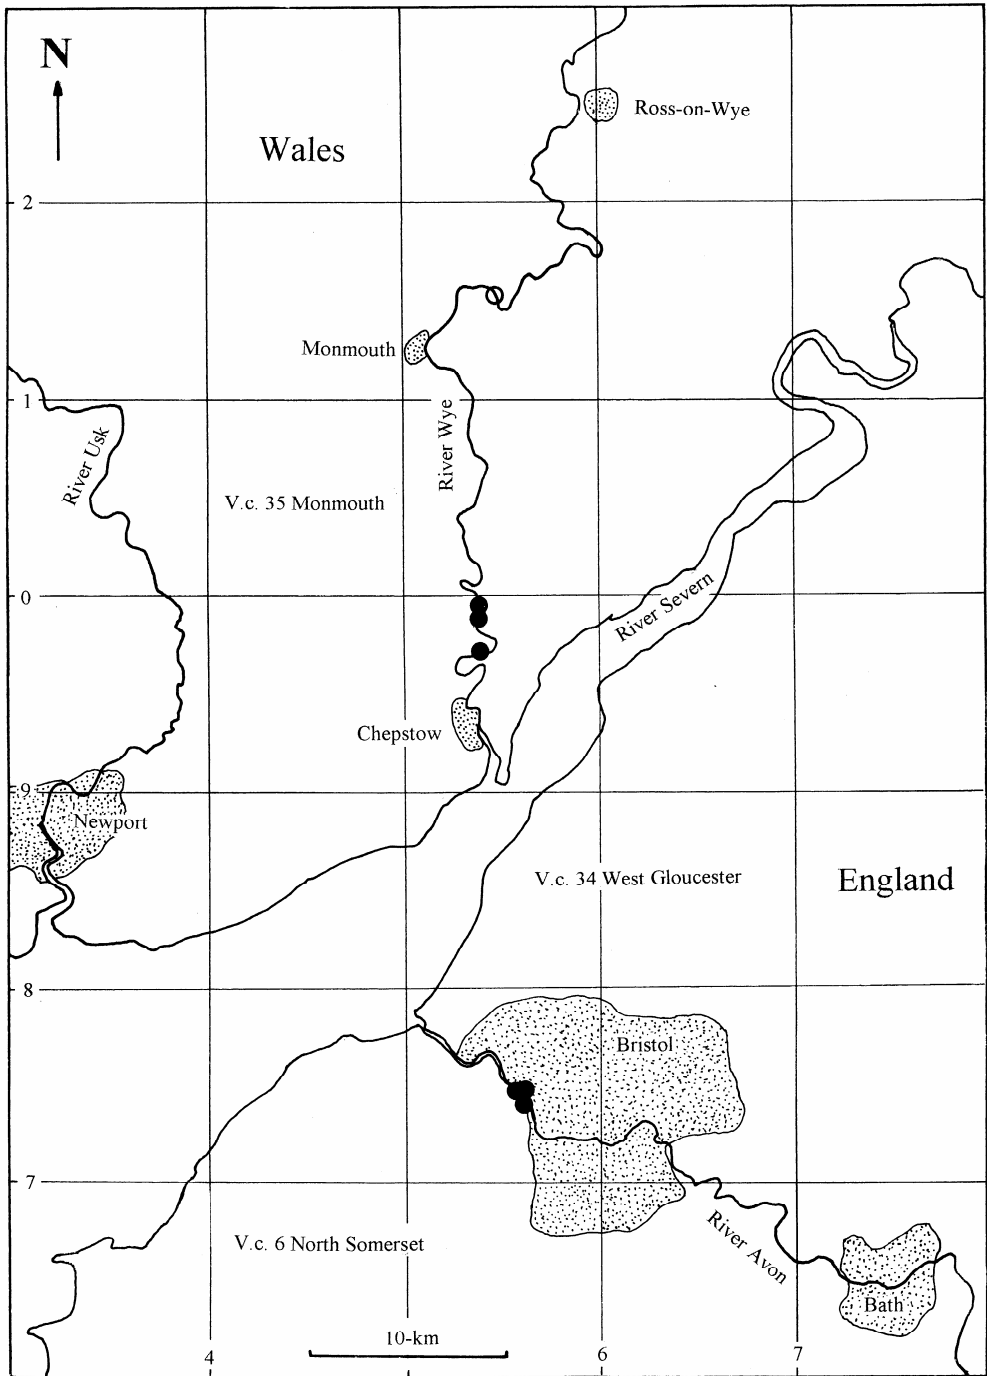 N
Ross-on-Wye
Wales
2
Monmouth
1
River Usk
River Wye
V.c. 35 Monmouth
0
River Severn
Chepstow
9
Newport
V.c. 34 West Gloucester
England
8
Bristol
7
River Avon
V.c. 6 North Somerset
Bath
10-km
4
6
7